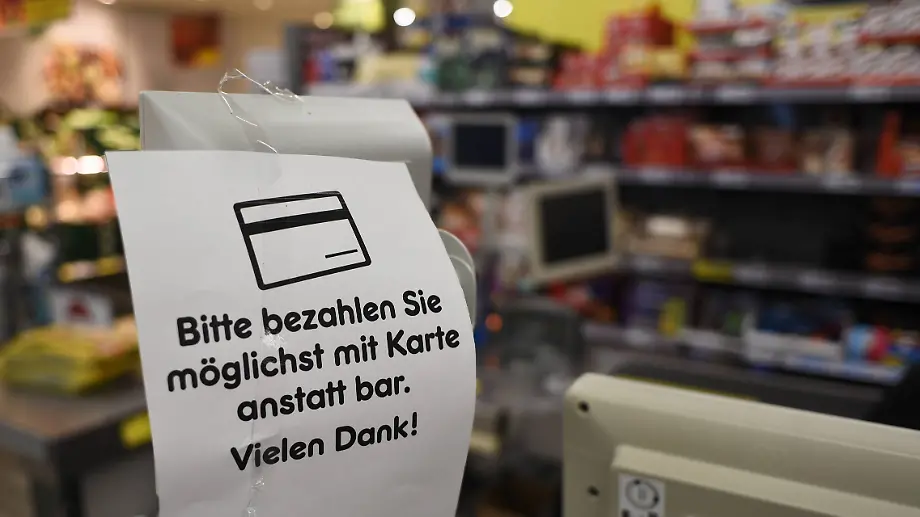 Bitte bezahlen Sie
möglichst mit Karte
anstatt bar.
Vielen Dank!